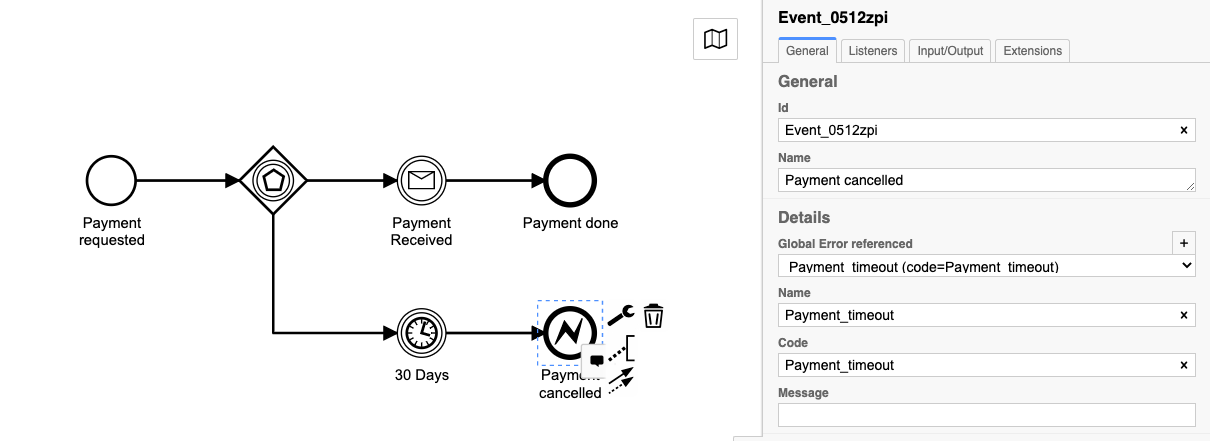 Event_0512zpi
General
Listeners
Input/Output
Extensions
General
Id
Event_0512zpi
Name
Payment cancelled
Details
Global Error referenced
+
Payment_timeout (code=Payment_timeout)
Name
Payment_timeout
Code
Payment_timeout
Message
Payment
requested
Payment
Received
Payment done
30 Days
Payment
cancelled